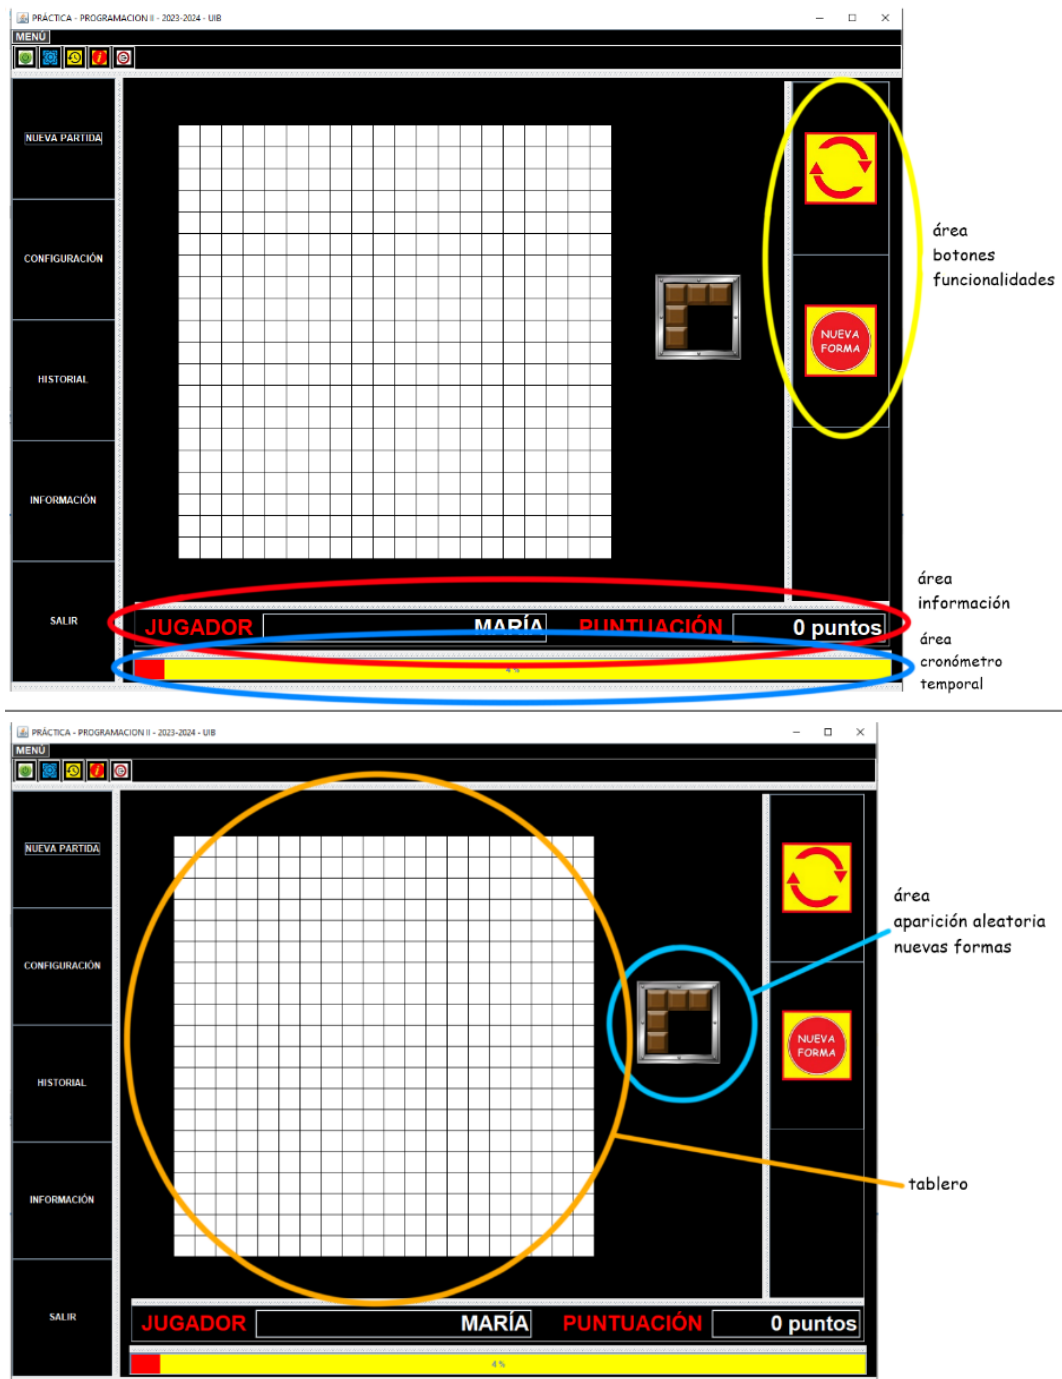 PRÁCTICA - PROGRAMACION II - 2023-2024 - UIB
MENÚ
NUEVA PARTIDA
CONFIGURACIÓN
HISTORIAL
INFORMACIÓN
SALIR
NUEVA
FORMA
área
botones
funcionalidades
área
información
JUGADOR MARÍA PUNTUACIÓN 0 puntos
área
cronómetro
temporal
4 %
PRÁCTICA - PROGRAMACION II - 2023-2024 - UIB
MENÚ
NUEVA PARTIDA
CONFIGURACIÓN
HISTORIAL
INFORMACIÓN
SALIR
área
aparición aleatoria
nuevas formas
NUEVA
FORMA
tablero
JUGADOR MARÍA PUNTUACIÓN 0 puntos
4 %